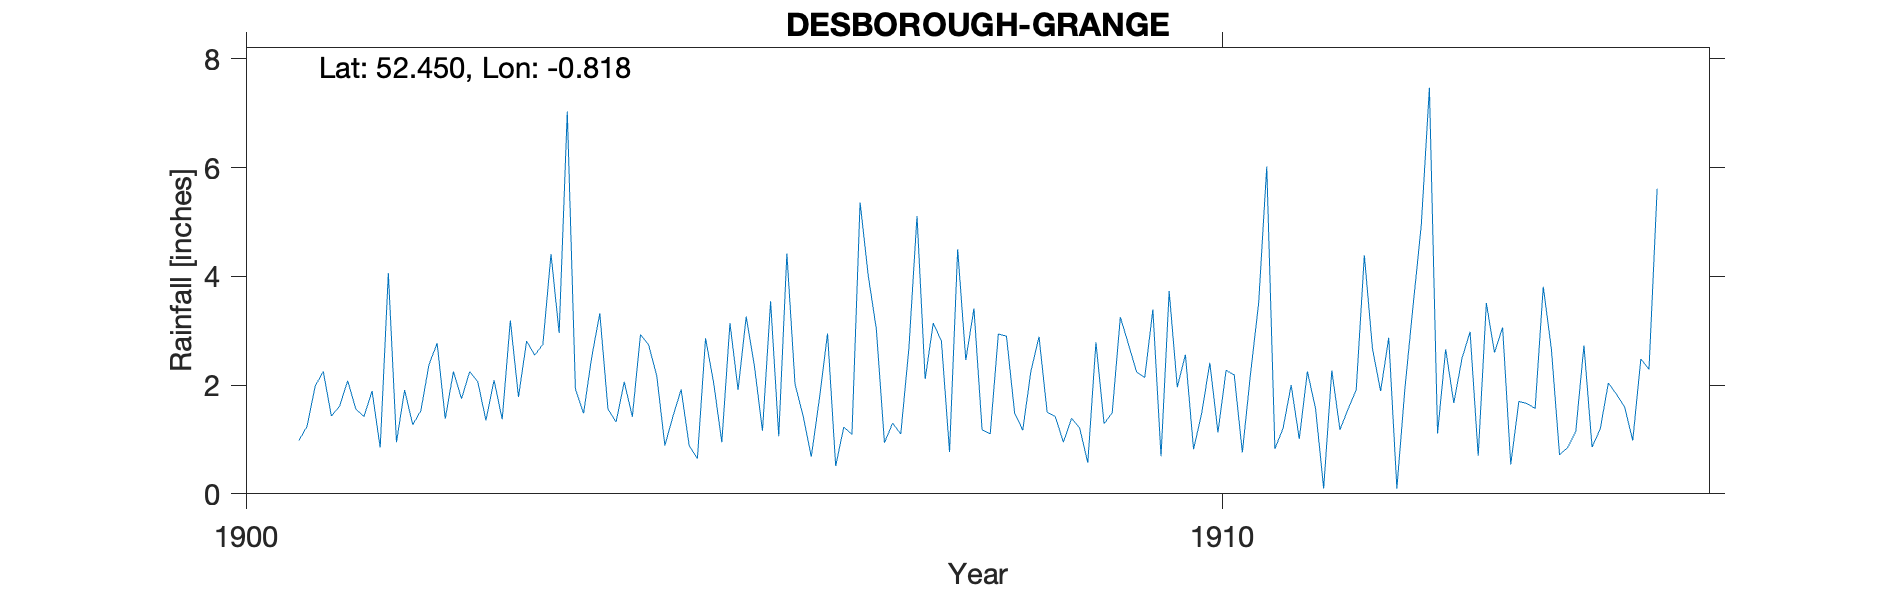 DESBOROUGH-GRANGE
Lat: 52.450, Lon: -0.818
8
6
4
2
0
Rainfall [inches]
1900
1910
Year